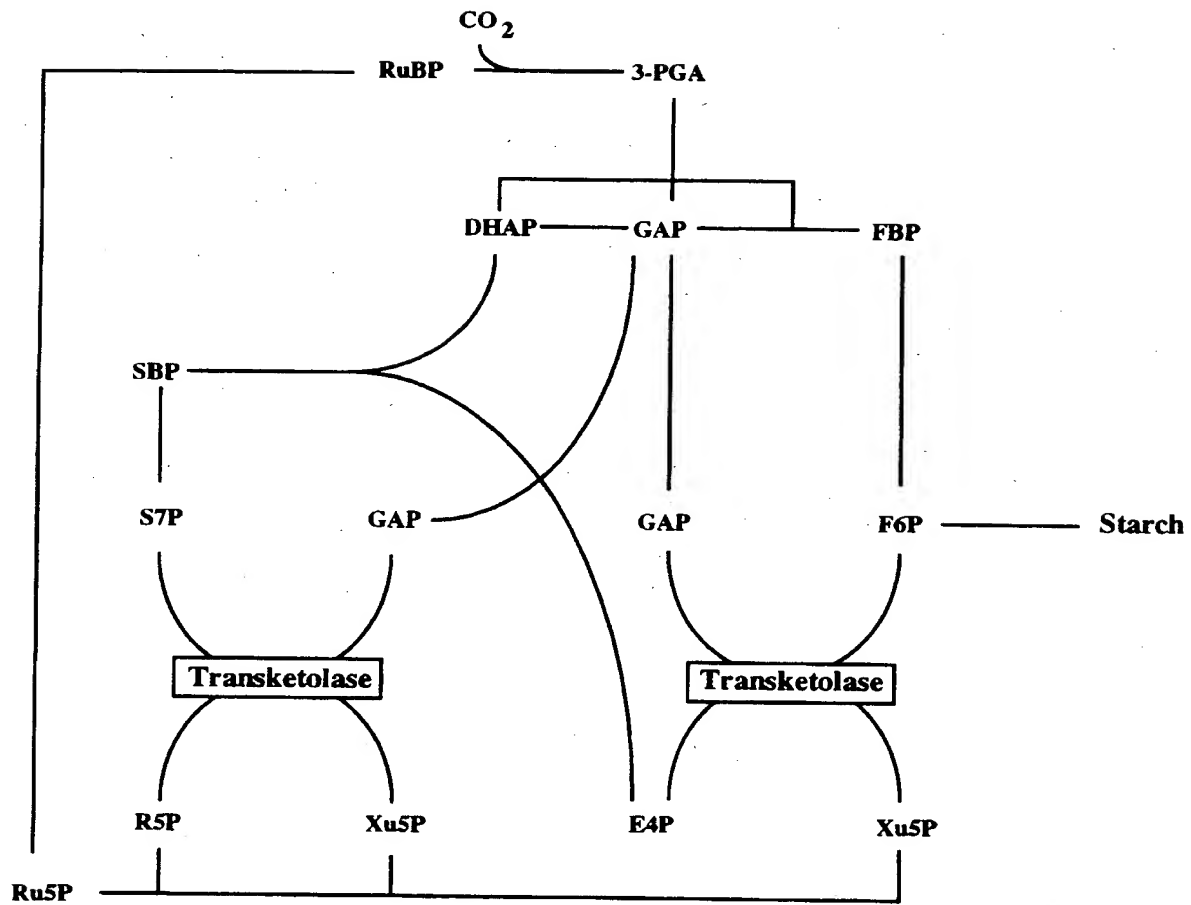 CO2
RuBP 3-PGA
DHAP GAP FBP
SBP
S7P GAP GAP F6P Starch
Transketolase Transketolase
R5P Xu5P E4P Xu5P
Ru5P